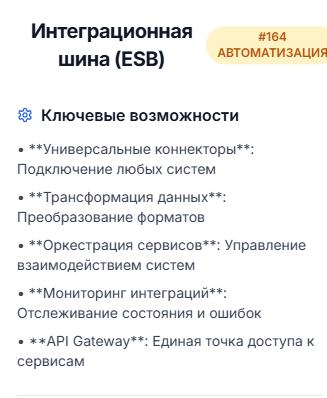 Интеграционная
шина (ESB)
#164
АВТОМАТИЗАЦИЯ
Ключевые возможности
• **Универсальные коннекторы**:
Подключение любых систем
• **Трансформация данных**:
Преобразование форматов
• **Оркестрация сервисов**: Управление
взаимодействием систем
• **Мониторинг интеграций**:
Отслеживание состояния и ошибок
• **API Gateway**: Единая точка доступа к
сервисам